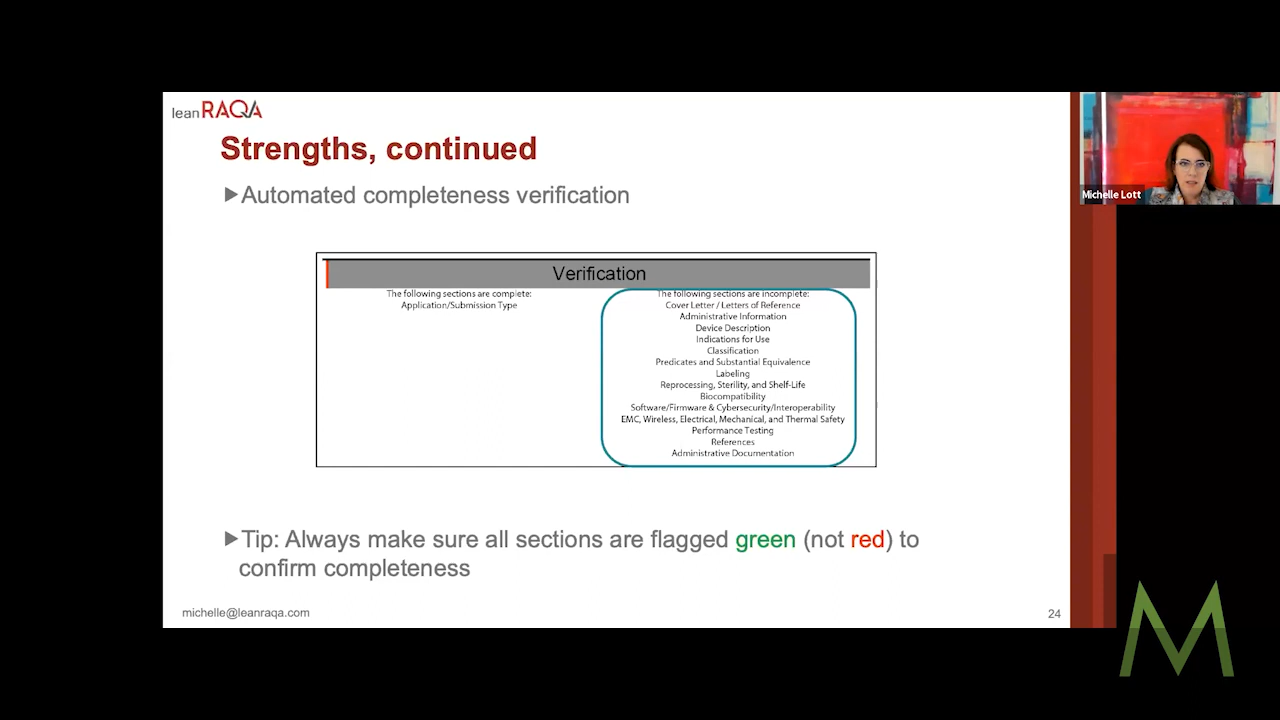 lean RAQA
Strengths, continued
Automated completeness verification
Verification
The following sections are complete:
Application/Submission Type
The following sections are incomplete:
Cover Letter / Letters of Reference
Administrative Information
Device Description
Indications for Use
Classification
Predicates and Substantial Equivalence
Labeling
Reprocessing, Sterility, and Shelf-Life
Biocompatibility
Software/Firmware & Cybersecurity/Interoperability
EMC, Wireless, Electrical, Mechanical, and Thermal Safety
Performance Testing
References
Administrative Documentation
Tip: Always make sure all sections are flagged green (not red) to
confirm completeness
michelle@leanraqa.com
24
Michelle Lott
M